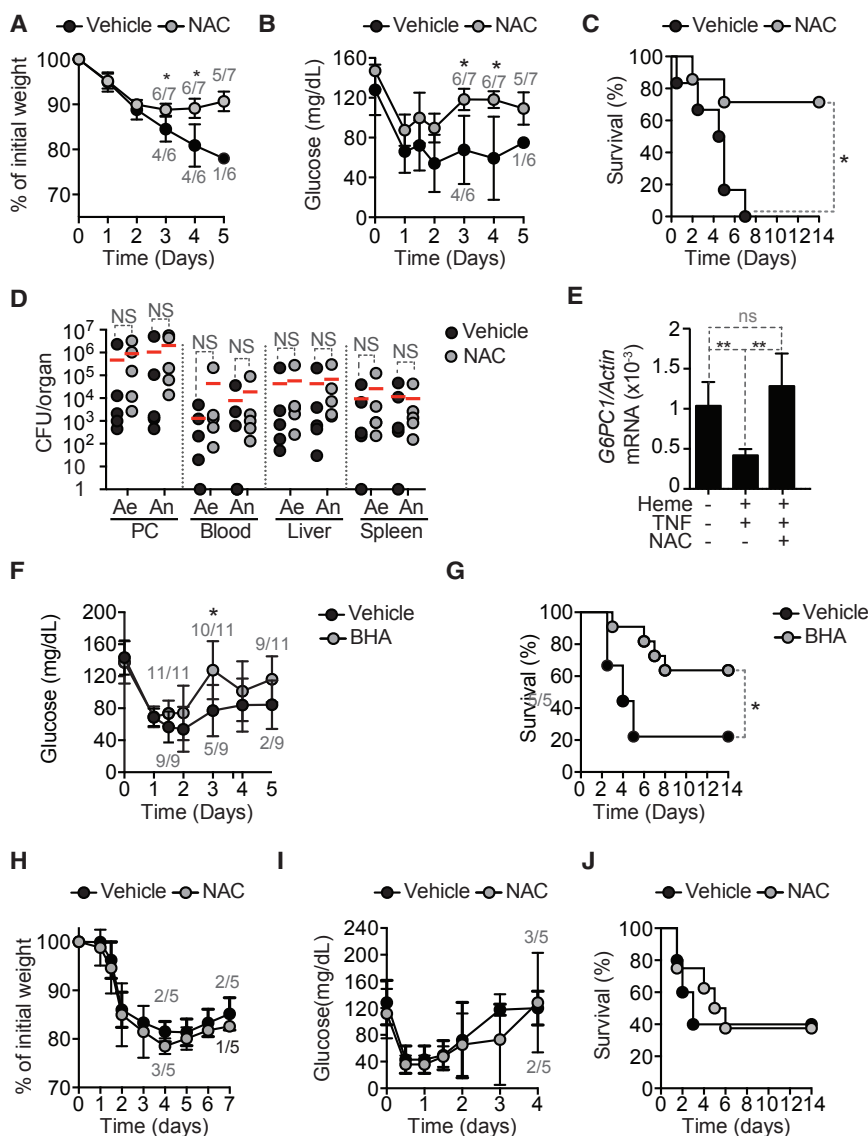 A
Vehicle NAC
% of initial weight
100
90
80
70
* *
6/7 6/7 5/7
4/6 4/6 1/6
0 1 2 3 4 5
Time (Days)
B
Vehicle NAC
Glucose (mg/dL)
160
120
80
40
0
* *
6/7 6/7 5/7
4/6 1/6
0 1 2 3 4 5
Time (Days)
C
Vehicle NAC
Survival (%)
100
80
60
40
20
0
*
0 2 4 6 8 10 1214
Time (Days)
D
CFU/organ
10⁷
10⁶
10⁵
10⁴
10³
10²
10¹
1
NS NS NS NS NS NS NS NS
Vehicle
NAC
Ae An Ae An Ae An Ae An
PC Blood Liver Spleen
E
G6PC1/Actin
mRNA (x10⁻³)
2
1.5
1
0.5
0
ns
** **
Heme - + +
TNF - + +
NAC - - +
F
Glucose (mg/dL)
200
160
120
80
40
0
*
11/11 10/11 9/11
9/9 5/9 2/9
Vehicle
BHA
0 1 2 3 4 5
Time (Days)
G
Survival (%)
5/5
100
80
60
40
20
0
*
Vehicle
BHA
0 2 4 6 8 10 1214
Time (Days)
H
Vehicle NAC
% of initial weight
100
90
80
70
2/5 2/5
3/5 1/5
0 1 2 3 4 5 6 7
Time (days)
I
Vehicle NAC
Glucose(mg/dL)
240
200
160
120
80
40
0
3/5
2/5
0 1 2 3 4
Time (days)
J
Vehicle NAC
Survival (%)
100
80
60
40
20
0
0 2 4 6 8 10 1214
Time (days)